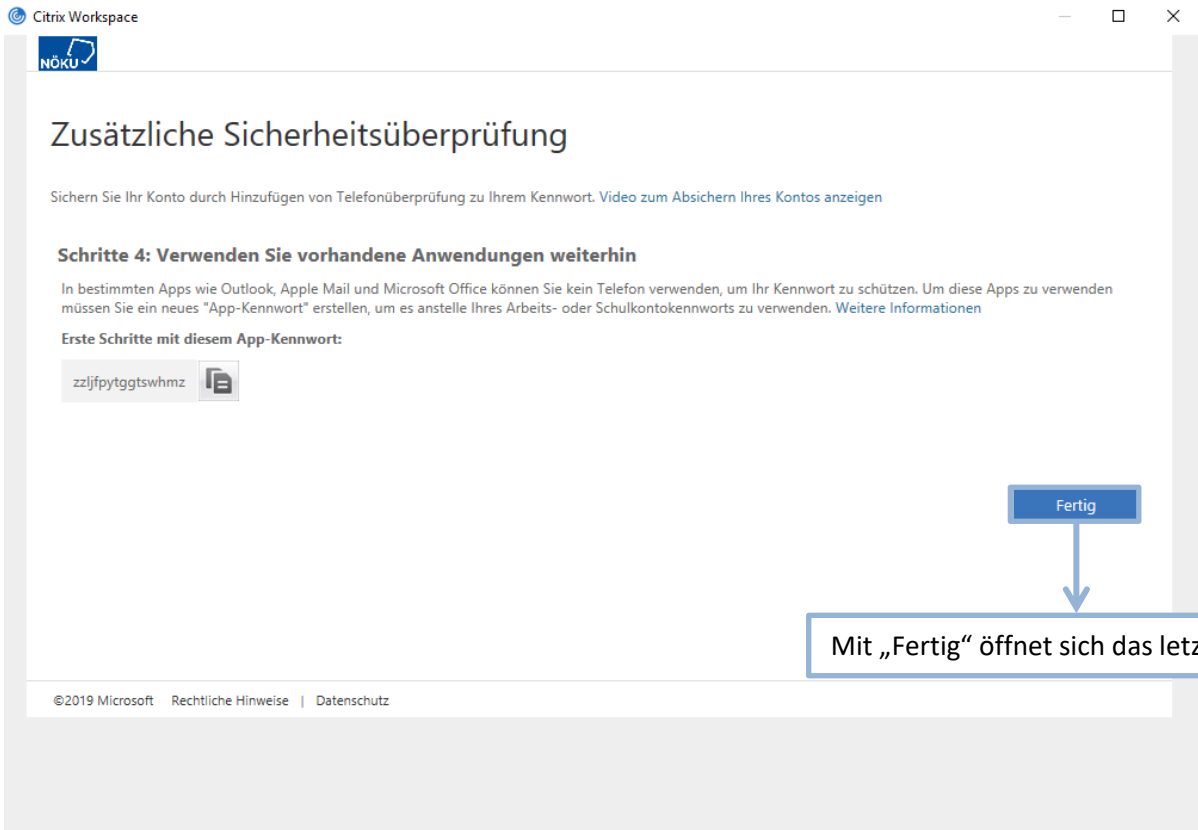 Citrix Workspace
NÖKU
Zusätzliche Sicherheitsüberprüfung
Sichern Sie Ihr Konto durch Hinzufügen von Telefonüberprüfung zu Ihrem Kennwort. Video zum Absichern Ihres Kontos anzeigen
Schritte 4: Verwenden Sie vorhandene Anwendungen weiterhin
In bestimmten Apps wie Outlook, Apple Mail und Microsoft Office können Sie kein Telefon verwenden, um Ihr Kennwort zu schützen. Um diese Apps zu verwenden
müssen Sie ein neues "App-Kennwort" erstellen, um es anstelle Ihres Arbeits- oder Schulkontokennworts zu verwenden. Weitere Informationen
Erste Schritte mit diesem App-Kennwort:
zzljfpytggtswhmz
Fertig
Mit „Fertig“ öffnet sich das letz
©2019 Microsoft Rechtliche Hinweise | Datenschutz